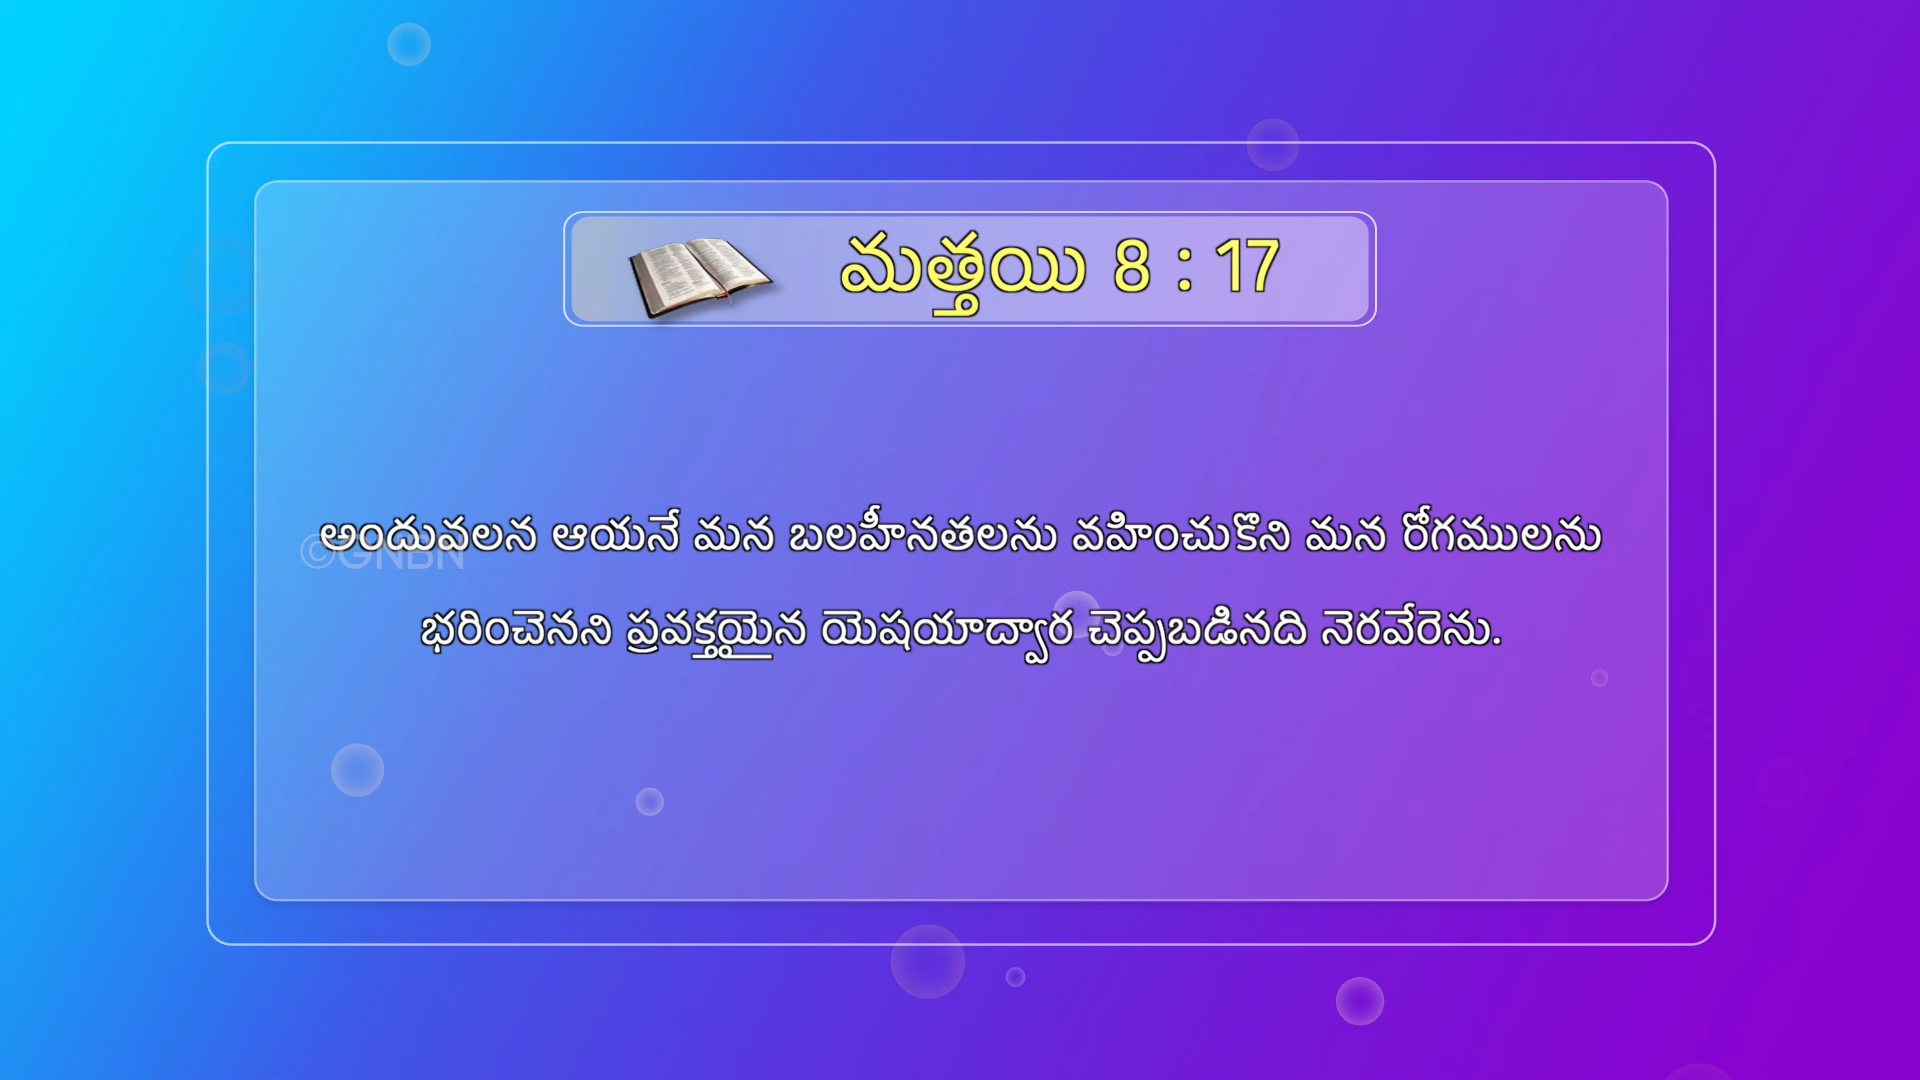 మత్తయి 8 : 17
అందువలన ఆయనే మన బలహీనతలను వహించుకొని మన రోగములను
©GNBN
భరించెనని ప్రవక్తయైన యెషయాద్వార చెప్పబడినది నెరవేరెను.